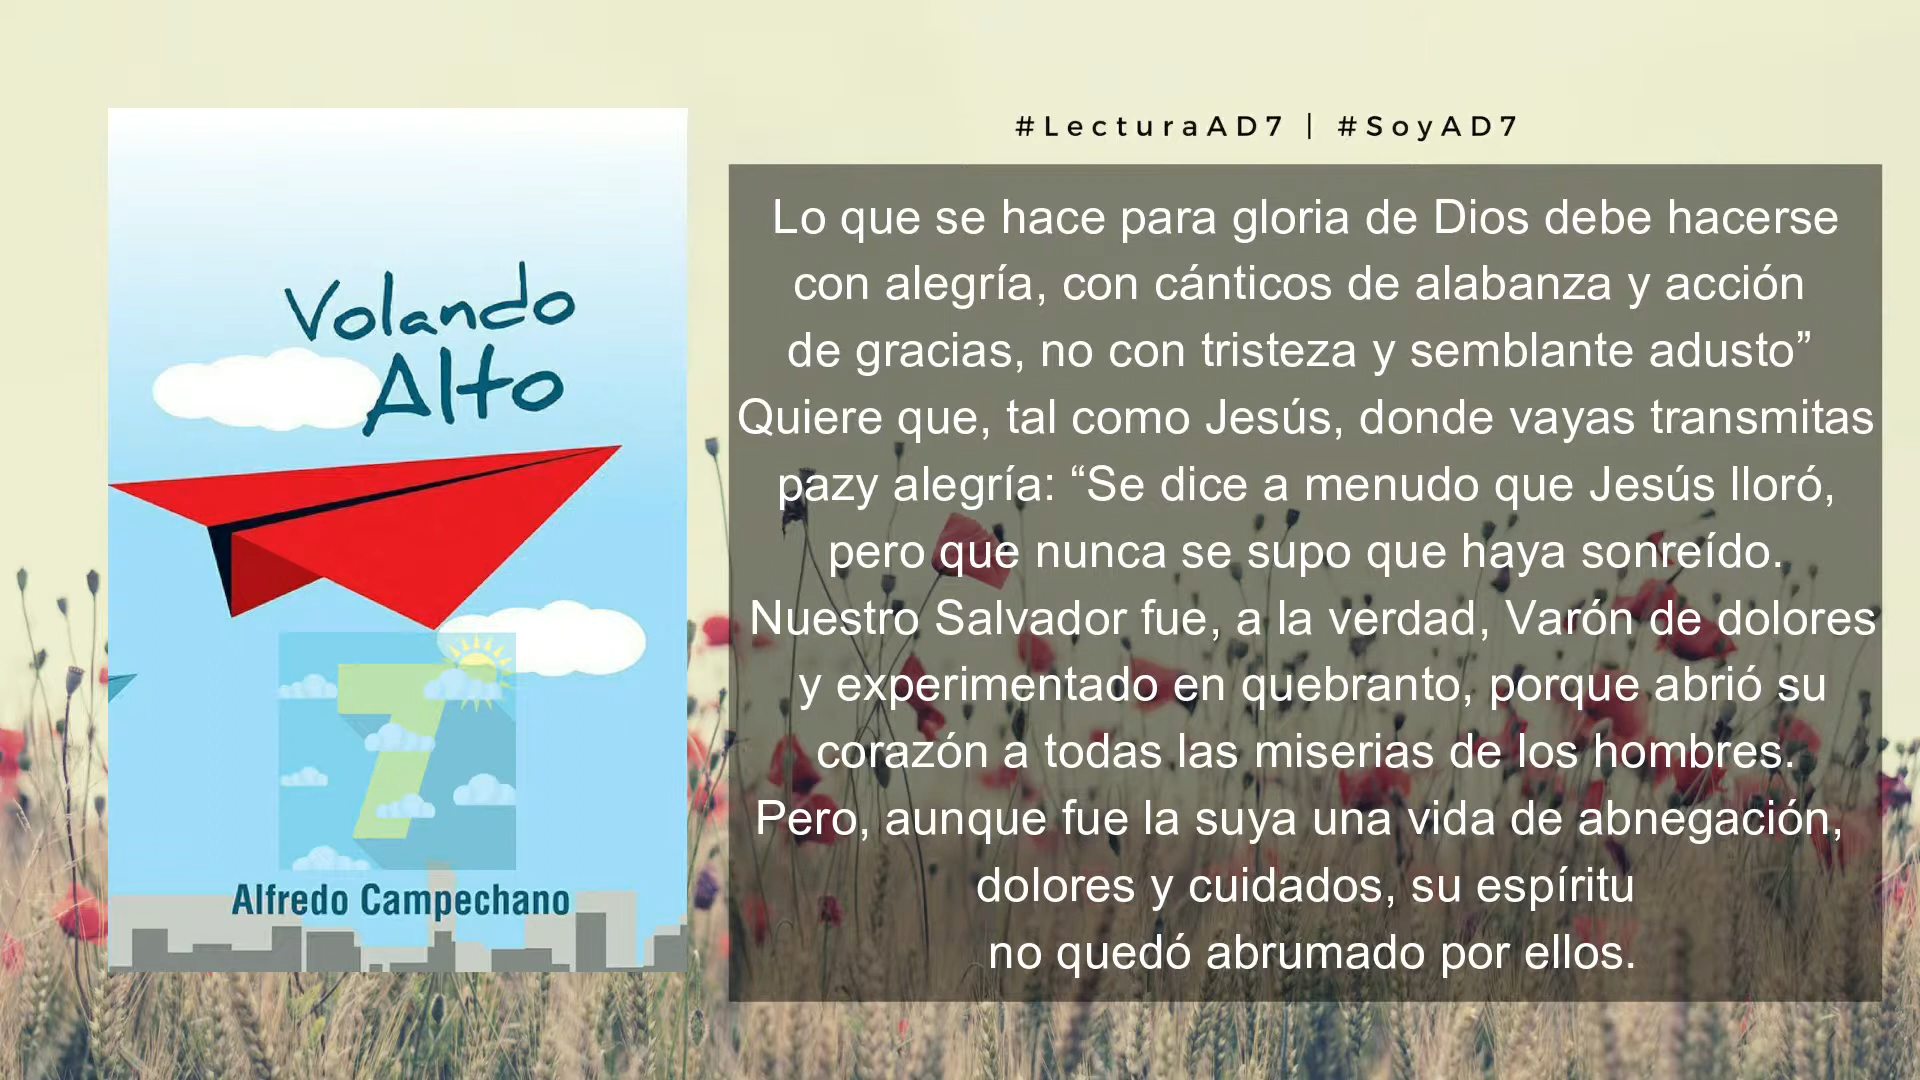 #LecturaAD7 | #SoyAD7
Volando
Alto
7
Alfredo Campechano
Lo que se hace para gloria de Dios debe hacerse
con alegría, con cánticos de alabanza y acción
de gracias, no con tristeza y semblante adusto”
Quiere que, tal como Jesús, donde vayas transmitas
pazy alegría: “Se dice a menudo que Jesús lloró,
pero que nunca se supo que haya sonreído.
Nuestro Salvador fue, a la verdad, Varón de dolores
y experimentado en quebranto, porque abrió su
corazón a todas las miserias de los hombres.
Pero, aunque fue la suya una vida de abnegación,
dolores y cuidados, su espíritu
no quedó abrumado por ellos.